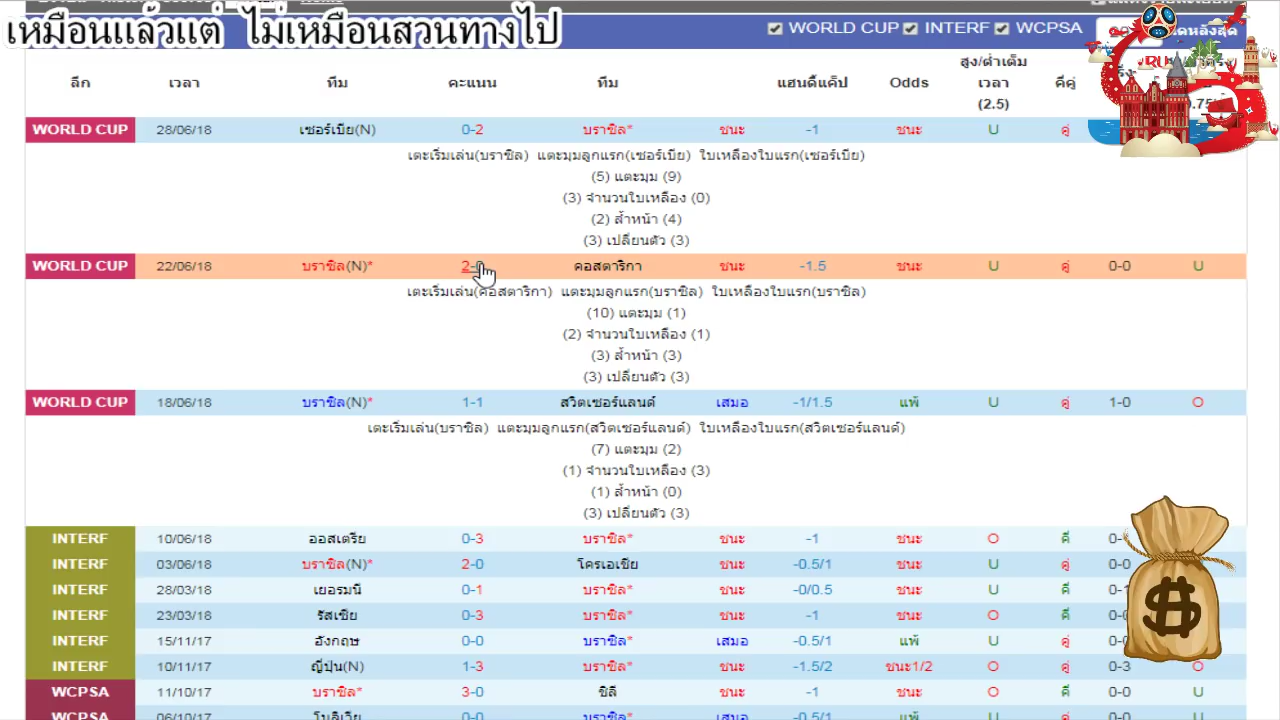 เหมือนแล้วแต่ ไม่เหมือนสวนทางไป
WORLD CUP INTERF WCPSA
ลีก เวลา ทีม คะแนน ทีม แฮนดี้แค็ป Odds สูง/ต่ำเต็มเวลา (2.5) คี่คู่
WORLD CUP 28/06/18 เซอร์เบีย(N) 0-2 บราซิล* ชนะ -1 ชนะ U คู่
เตะเริ่มเล่น(บราซิล) แตะมุมลูกแรก(เซอร์เบีย) ใบเหลืองใบแรก(เซอร์เบีย)
(5) แตะมุม (9)
(3) จำนวนใบเหลือง (0)
(2) ล้ำหน้า (4)
(3) เปลี่ยนตัว (3)
WORLD CUP 22/06/18 บราซิล(N)* 2-0 คอสตาริกา ชนะ -1.5 ชนะ U คู่ 0-0 U
เตะเริ่มเล่น(คอสตาริกา) แตะมุมลูกแรก(บราซิล) ใบเหลืองใบแรก(บราซิล)
(10) แตะมุม (1)
(2) จำนวนใบเหลือง (1)
(3) ล้ำหน้า (3)
(3) เปลี่ยนตัว (3)
WORLD CUP 18/06/18 บราซิล(N)* 1-1 สวิตเซอร์แลนด์ เสมอ -1/1.5 แพ้ U คู่ 1-0 O
เตะเริ่มเล่น(บราซิล) แตะมุมลูกแรก(สวิตเซอร์แลนด์) ใบเหลืองใบแรก(สวิตเซอร์แลนด์)
(7) แตะมุม (2)
(1) จำนวนใบเหลือง (3)
(1) ล้ำหน้า (0)
(3) เปลี่ยนตัว (3)
INTERF 10/06/18 ออสเตรีย 0-3 บราซิล* ชนะ -1 ชนะ O คี่
INTERF 03/06/18 บราซิล(N)* 2-0 โครเอเชีย ชนะ -0.5/1 ชนะ U คู่ 0-0
INTERF 28/03/18 เยอรมนี 0-1 บราซิล* ชนะ -0/0.5 ชนะ U คี่
INTERF 23/03/18 รัสเซีย 0-3 บราซิล* ชนะ -1 ชนะ O คี่
INTERF 15/11/17 อังกฤษ 0-0 บราซิล* เสมอ -0.5/1 แพ้ U คู่
INTERF 10/11/17 ญี่ปุ่น(N) 1-3 บราซิล* ชนะ -1.5/2 ชนะ1/2 O คู่ 0-3 O
WCPSA 11/10/17 บราซิล* 3-0 ชิลี ชนะ -1 ชนะ O คี่ 0-0 U
WCPSA 06/10/17 โบลิเวีย 0-0 บราซิล* เสมอ -0.5/1 แพ้ U คู่ 0-0 U